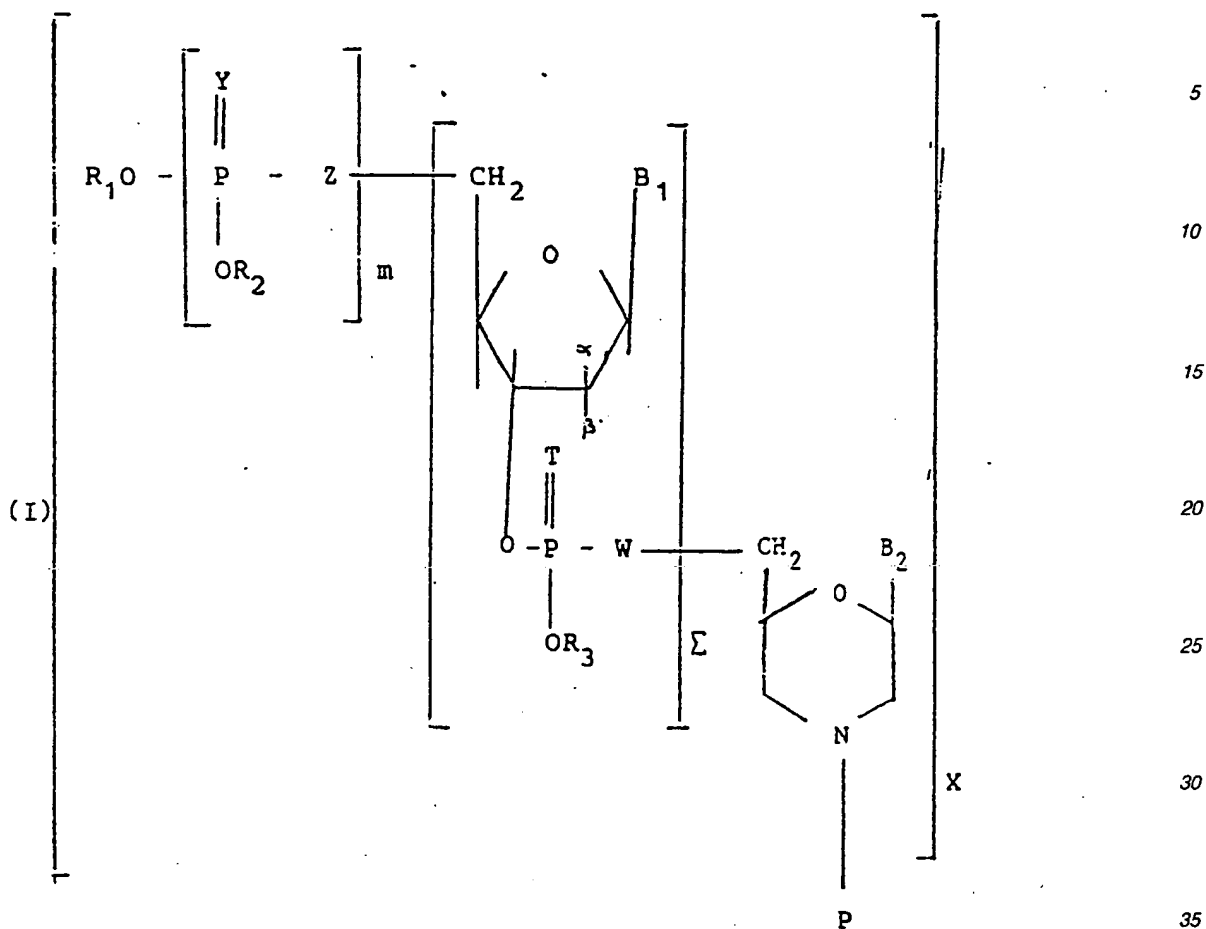 5
Y
R₁O - P - Z CH₂ B₁
10
O
OR₂ m
α
15
β
T
(I) 20
O - P - W CH₂ B₂
O
OR₃ Σ 25
N
X 30
P 35